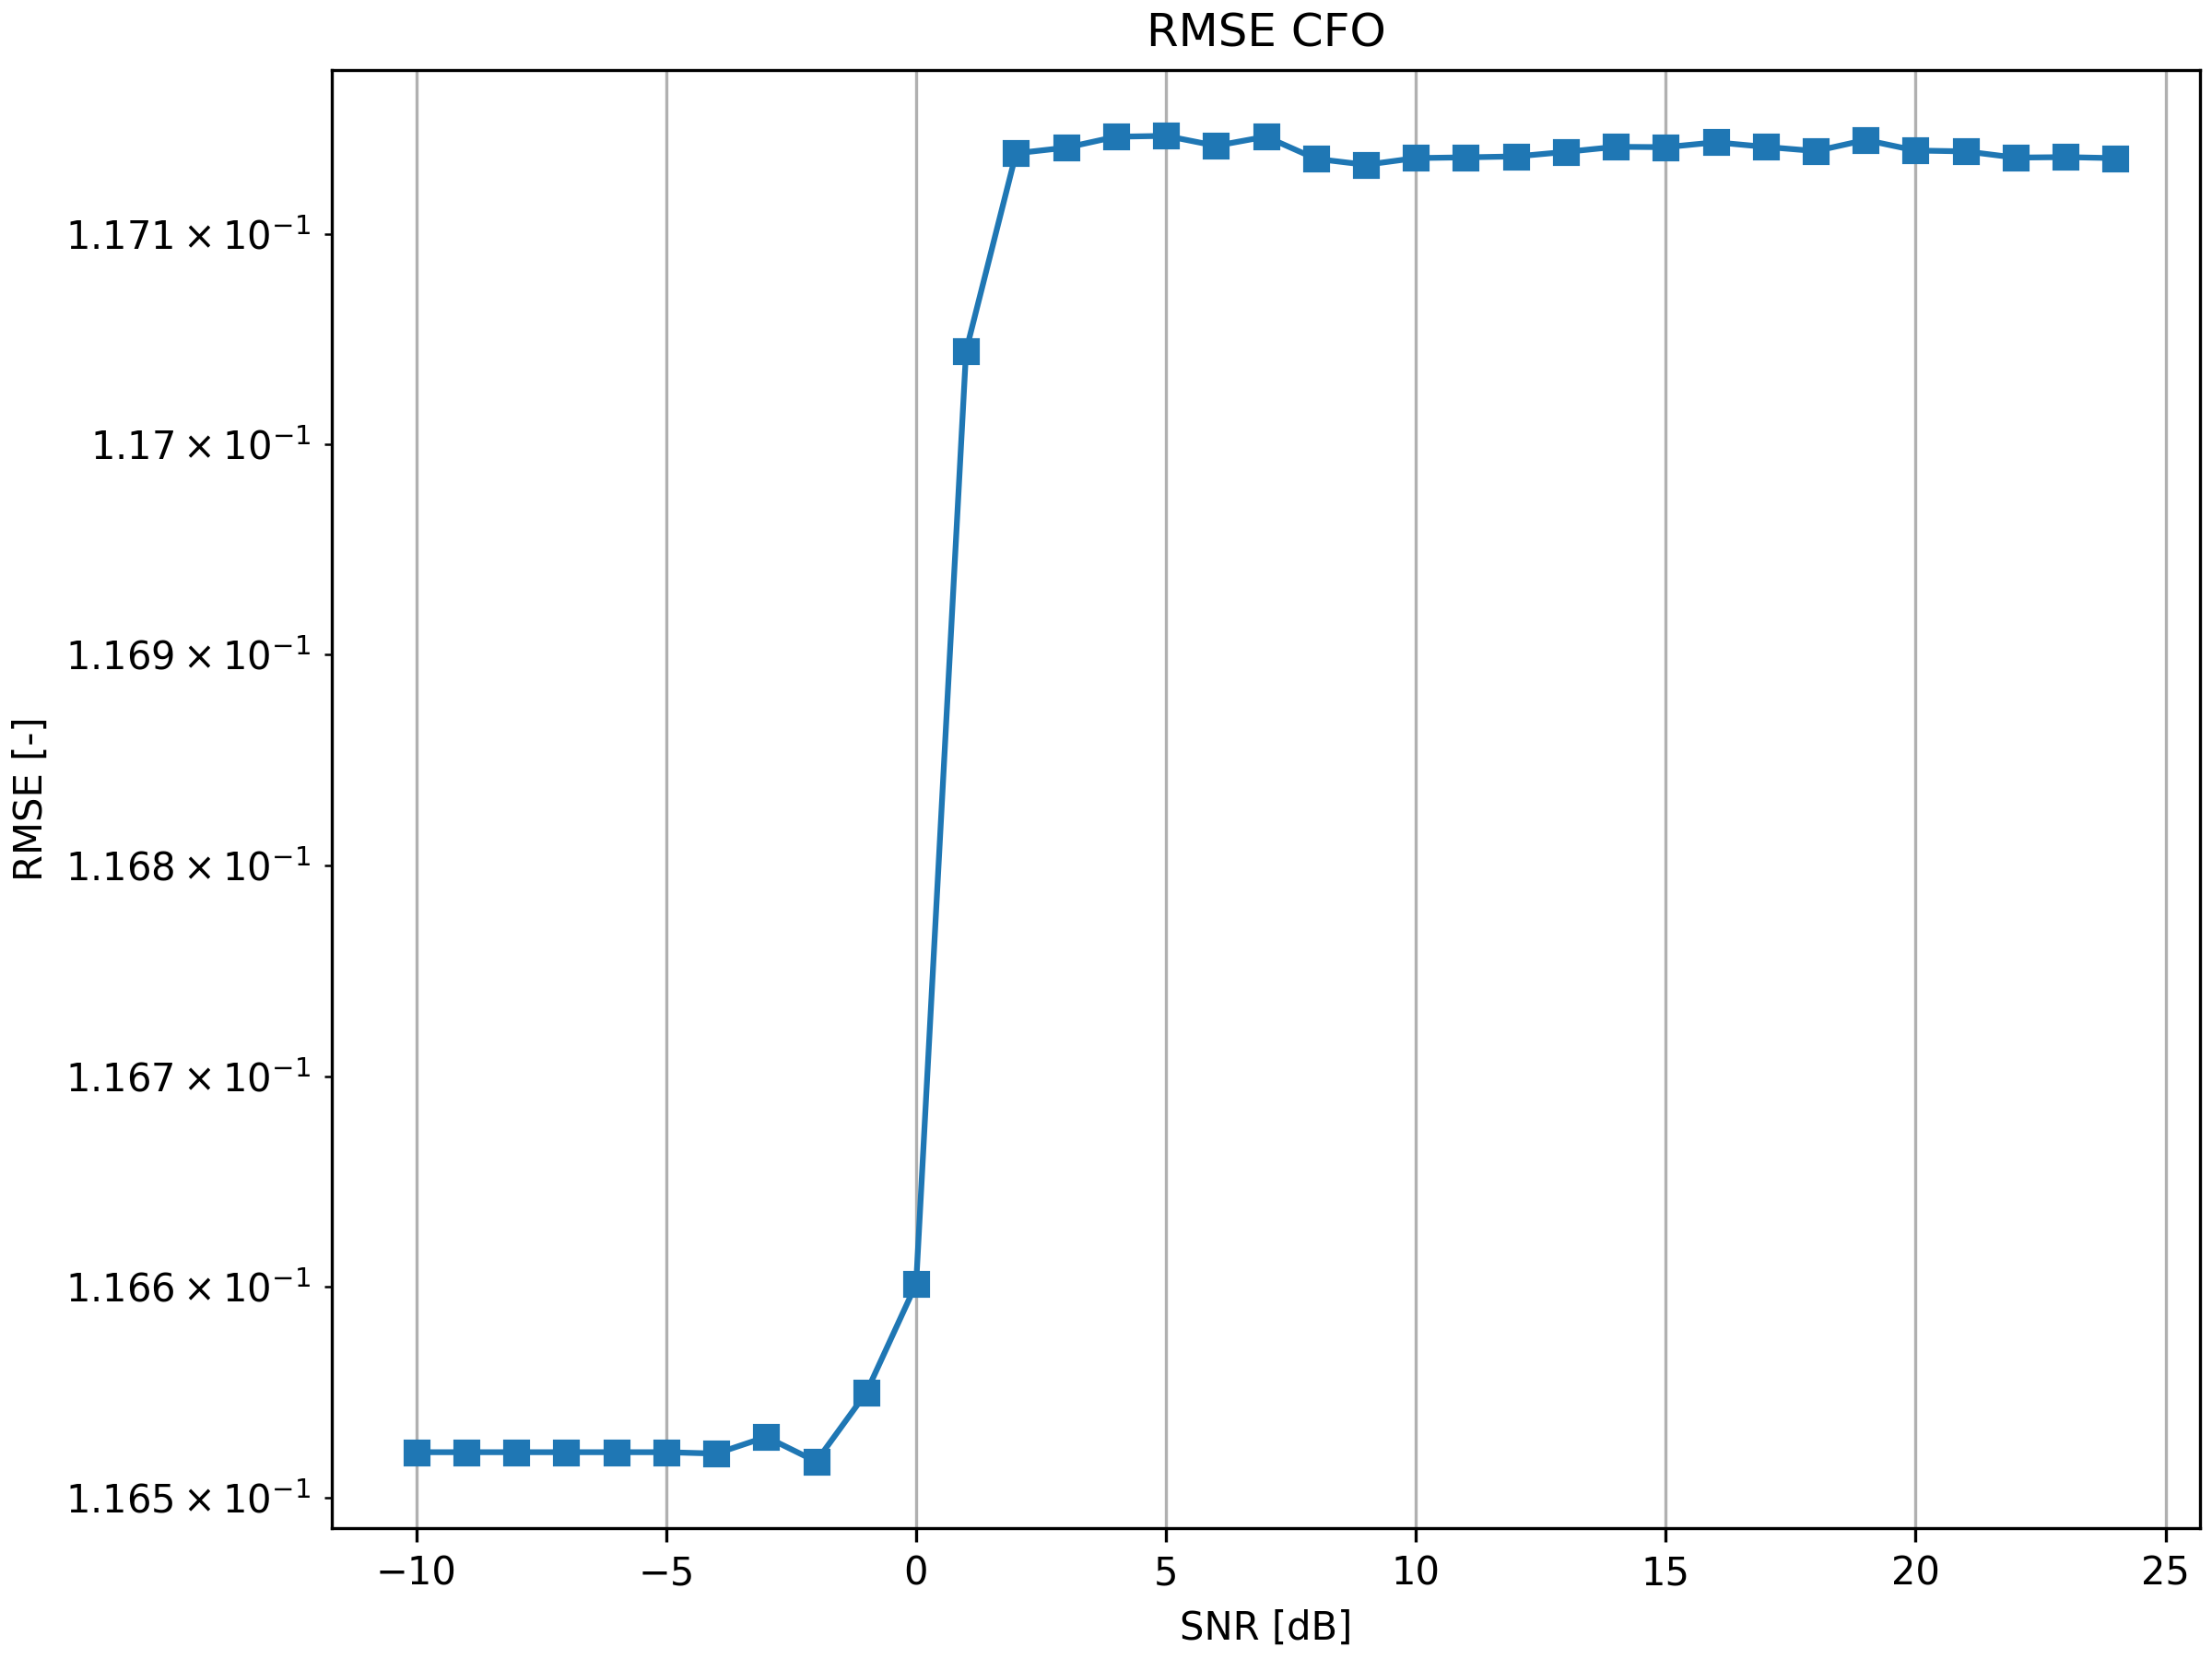 RMSE CFO
RMSE [-]
1.171 × 10⁻¹
1.17 × 10⁻¹
1.169 × 10⁻¹
1.168 × 10⁻¹
1.167 × 10⁻¹
1.166 × 10⁻¹
1.165 × 10⁻¹
−10 −5 0 5 10 15 20 25
SNR [dB]